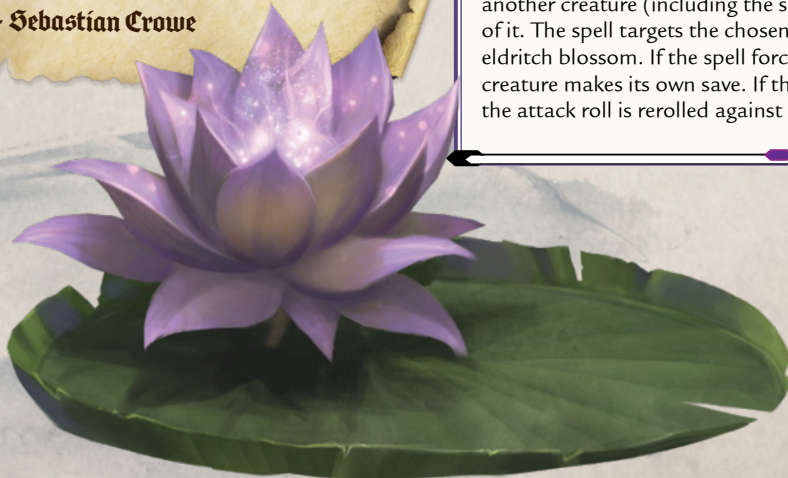 - Sebastian Crowe
another creature (including the s
of it. The spell targets the chosen
eldritch blossom. If the spell forc
creature makes its own save. If th
the attack roll is rerolled against